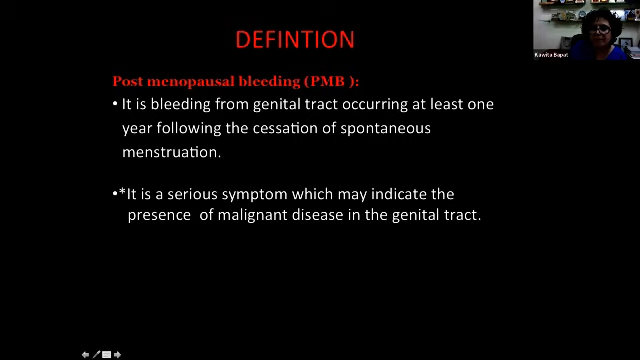 DEFINTION
Kawita Bapat
Post menopausal bleeding (PMB):
• It is bleeding from genital tract occurring at least one
year following the cessation of spontaneous
menstruation.
•*It is a serious symptom which may indicate the
presence of malignant disease in the genital tract.